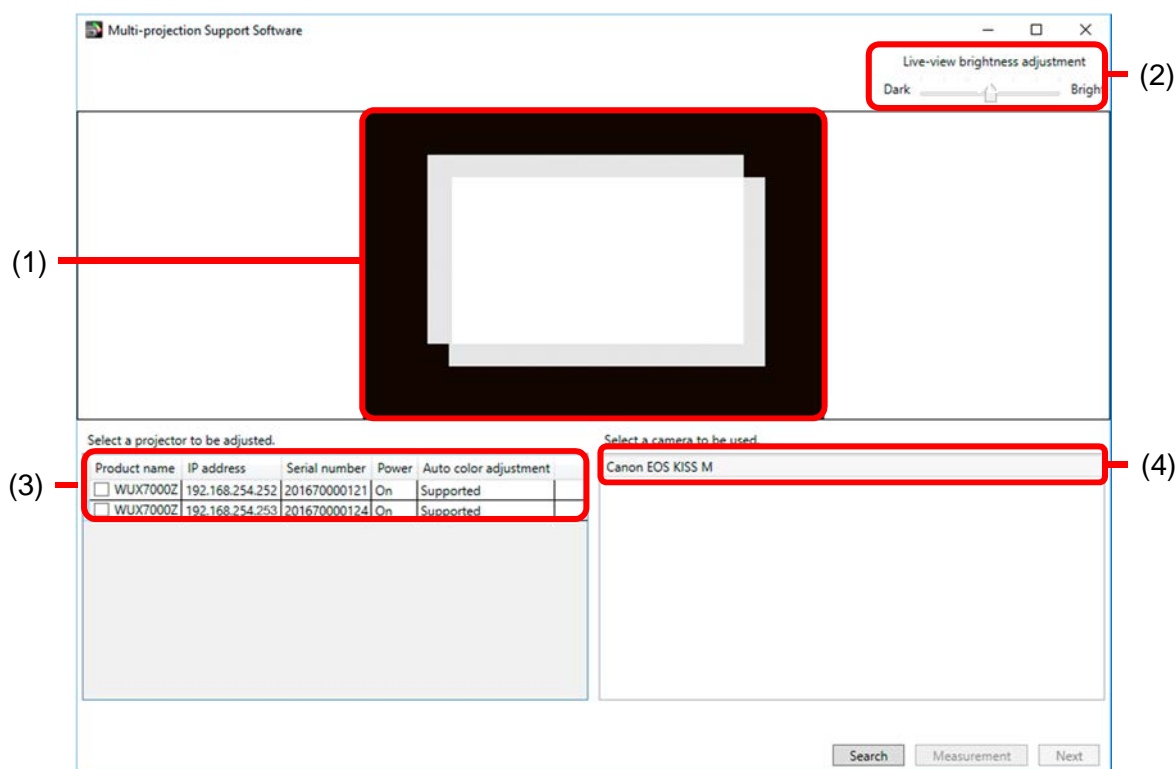 Multi-projection Support Software
Live-view brightness adjustment
(2)
Dark Brigh
(1)
Select a projector to be adjusted.
Select a camera to be used.
Product name IP address Serial number Power Auto color adjustment
Canon EOS KISS M
(4)
(3)
WUX7000Z 192.168.254.252 201670000121 On Supported
WUX7000Z 192.168.254.253 201670000124 On Supported
Search Measurement Next